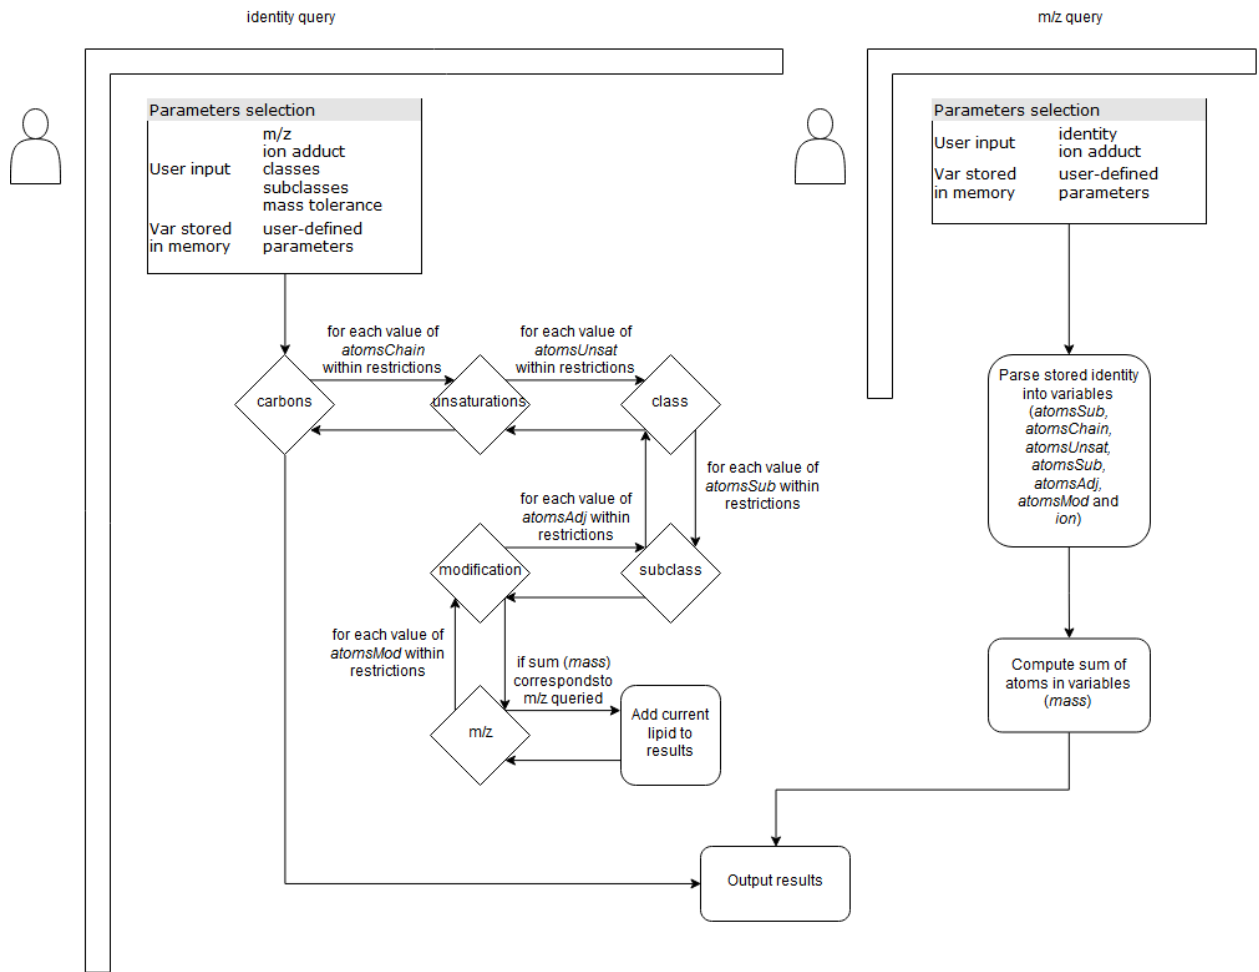 identity query
m/z query
Parameters selection
m/z
ion adduct
User input
classes
subclasses
mass tolerance
Var stored
in memory
user-defined
parameters
Parameters selection
User input
identity
ion adduct
Var stored
in memory
user-defined
parameters
for each value of
atomsChain
within restrictions
for each value of
atomsUnsat
within restrictions
carbons
unsaturations
class
for each value of
atomsSub within
restrictions
for each value of
atomsAdj within
restrictions
modification
subclass
for each value of
atomsMod within
restrictions
if sum (mass)
correspondsto
m/z queried
m/z
Add current
lipid to
results
Parse stored identity
into variables
(atomsSub,
atomsChain,
atomsUnsat,
atomsSub,
atomsAdj,
atomsMod and
ion)
Compute sum of
atoms in variables
(mass)
Output results